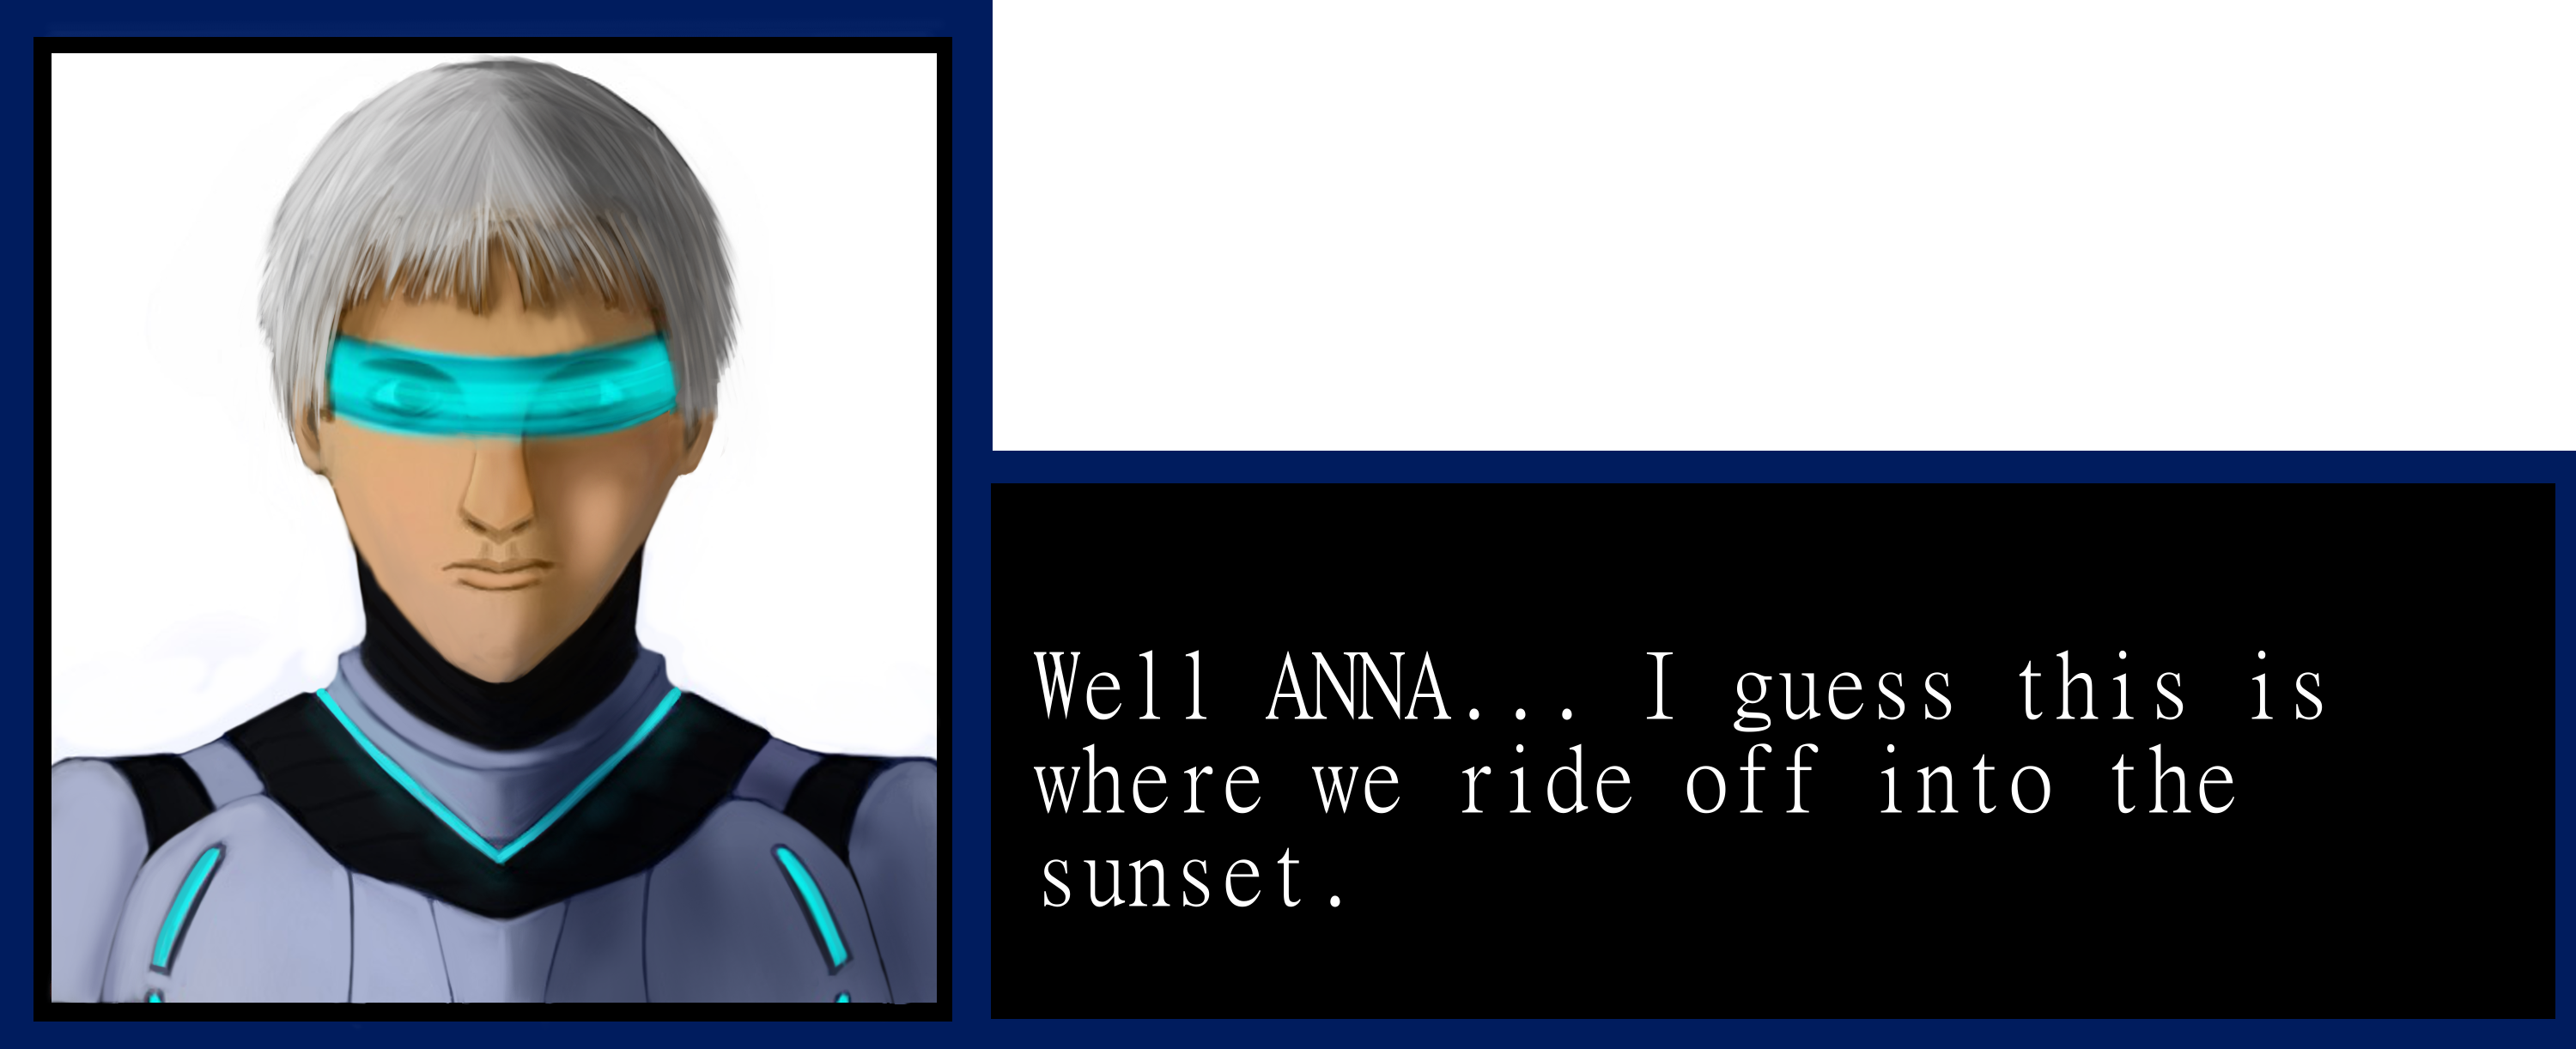 Well ANNA... I guess this is
where we ride off into the
sunset.